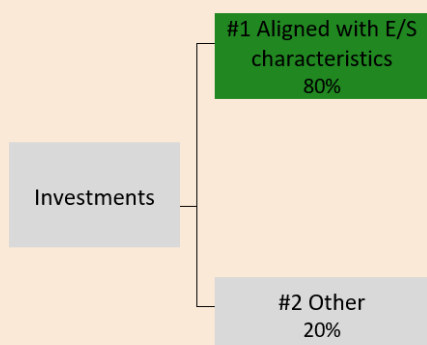 #1 Aligned with E/S
characteristics
80%
Investments
#2 Other
20%